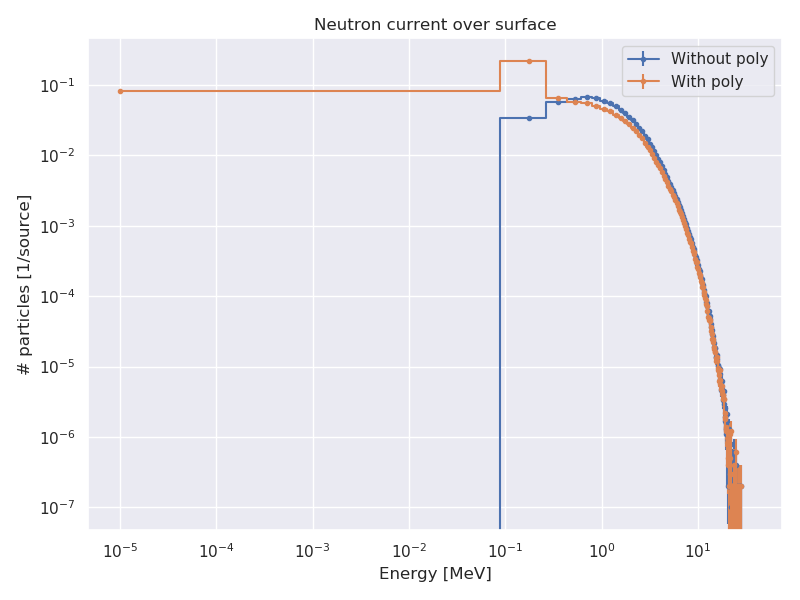 Neutron current over surface
Without poly
With poly
# particles [1/source]
10⁻¹
10⁻²
10⁻³
10⁻⁴
10⁻⁵
10⁻⁶
10⁻⁷
10⁻⁵ 10⁻⁴ 10⁻³ 10⁻² 10⁻¹ 10⁰ 10¹
Energy [MeV]